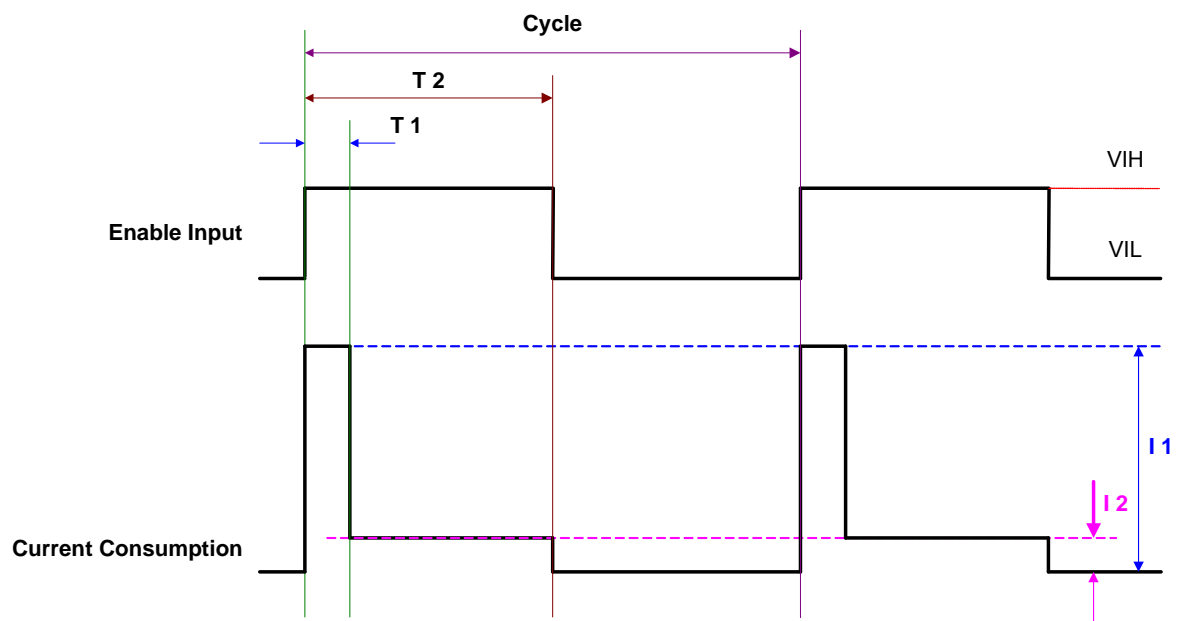 Cycle
T 2
T 1
VIH
Enable Input
VIL
I 1
I 2
Current Consumption